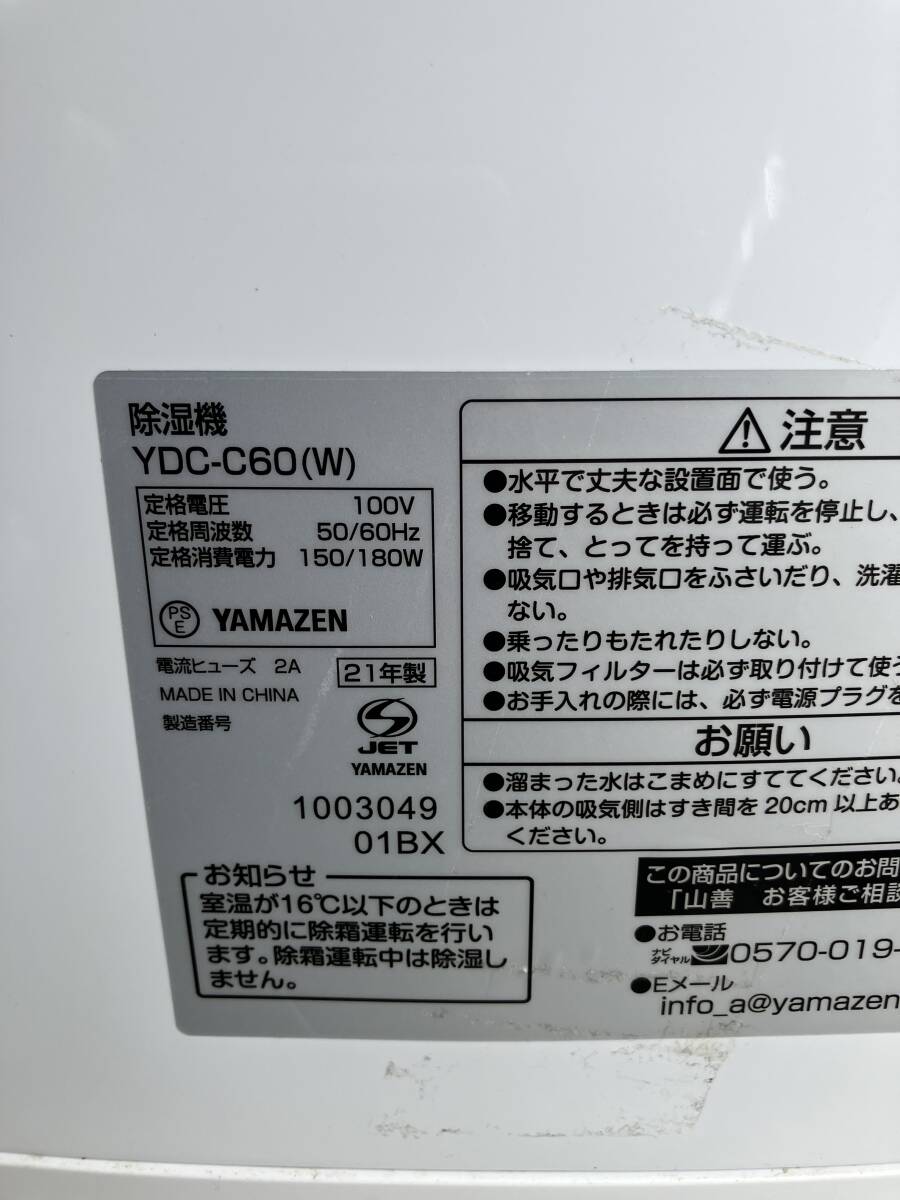 除湿機
YDC-C60(W)
定格電圧 100V
定格周波数 50/60Hz
定格消費電力 150/180W
PS
E
YAMAZEN
電流ヒューズ 2A
21年製
MADE IN CHINA
製造番号
JET
YAMAZEN
1003049
01BX
お知らせ
室温が16℃以下のときは
定期的に除霜運転を行い
ます。除霜運転中は除湿し
ません。
注意
●水平で丈夫な設置面で使う。
●移動するときは必ず運転を停止し、
捨て、とってを持って運ぶ。
●吸気口や排気口をふさいだり、洗濯
ない。
●乗ったりもたれたりしない。
●吸気フィルターは必ず取り付けて使う
●お手入れの際には、必ず電源プラグを
お願い
●溜まった水はこまめにすててください。
●本体の吸気側はすき間を20cm以上あ
ください。
この商品についてのお問
「山善 お客様ご相談
●お電話
ナビダイヤル 0570-019-
●Eメール
info_a@yamazen